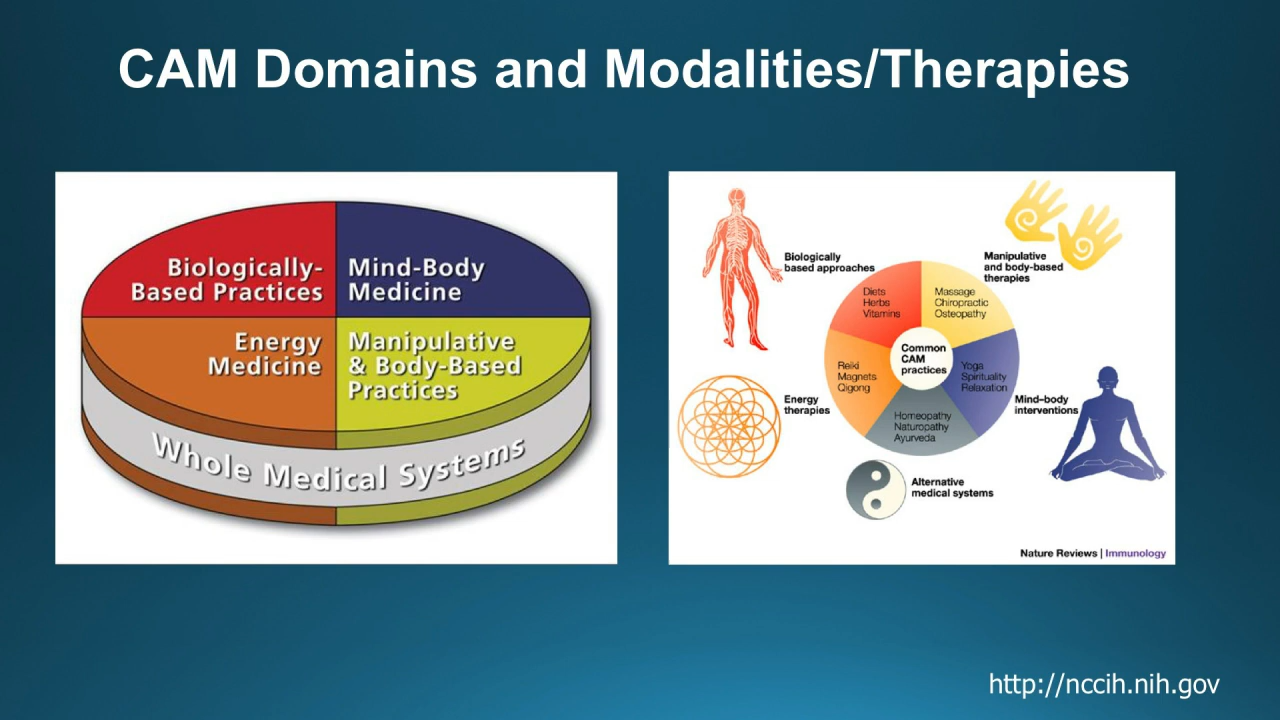 CAM Domains and Modalities/Therapies
Biologically-
Based Practices
Mind-Body
Medicine
Energy
Medicine
Manipulative
& Body-Based
Practices
Whole Medical Systems
Biologically
based approaches
Manipulative
and body-based
therapies
Diets
Herbs
Vitamins
Massage
Chiropractic
Osteopathy
Common
CAM
practices
Reiki
Magnets
Qigong
Yoga
Spirituality
Relaxation
Energy
therapies
Mind–body
interventions
Homeopathy
Naturopathy
Ayurveda
Alternative
medical systems
Nature Reviews | Immunology
http://nccih.nih.gov